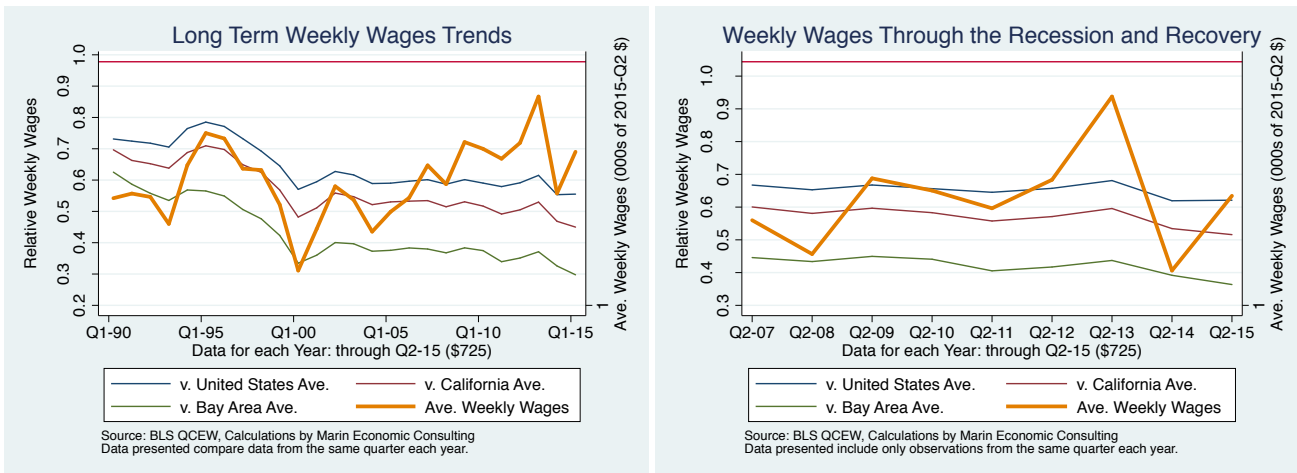 Long Term Weekly Wages Trends
Relative Weekly Wages
1.0
0.9
0.8
0.7
0.6
0.5
0.4
0.3
0.2
1
Ave. Weekly Wages (000s of 2015-Q2 $)
Q1-90 Q1-95 Q1-00 Q1-05 Q1-10 Q1-15
Data for each Year: through Q2-15 ($725)
v. United States Ave. v. California Ave.
v. Bay Area Ave. Ave. Weekly Wages
Source: BLS QCEW, Calculations by Marin Economic Consulting
Data presented compare data from the same quarter each year.
Weekly Wages Through the Recession and Recovery
Relative Weekly Wages
1.0
0.9
0.8
0.7
0.6
0.5
0.4
0.3
1
Ave. Weekly Wages (000s of 2015-Q2 $)
Q2-07 Q2-08 Q2-09 Q2-10 Q2-11 Q2-12 Q2-13 Q2-14 Q2-15
Data for each Year: through Q2-15 ($725)
v. United States Ave. v. California Ave.
v. Bay Area Ave. Ave. Weekly Wages
Source: BLS QCEW, Calculations by Marin Economic Consulting
Data presented include only observations from the same quarter each year.